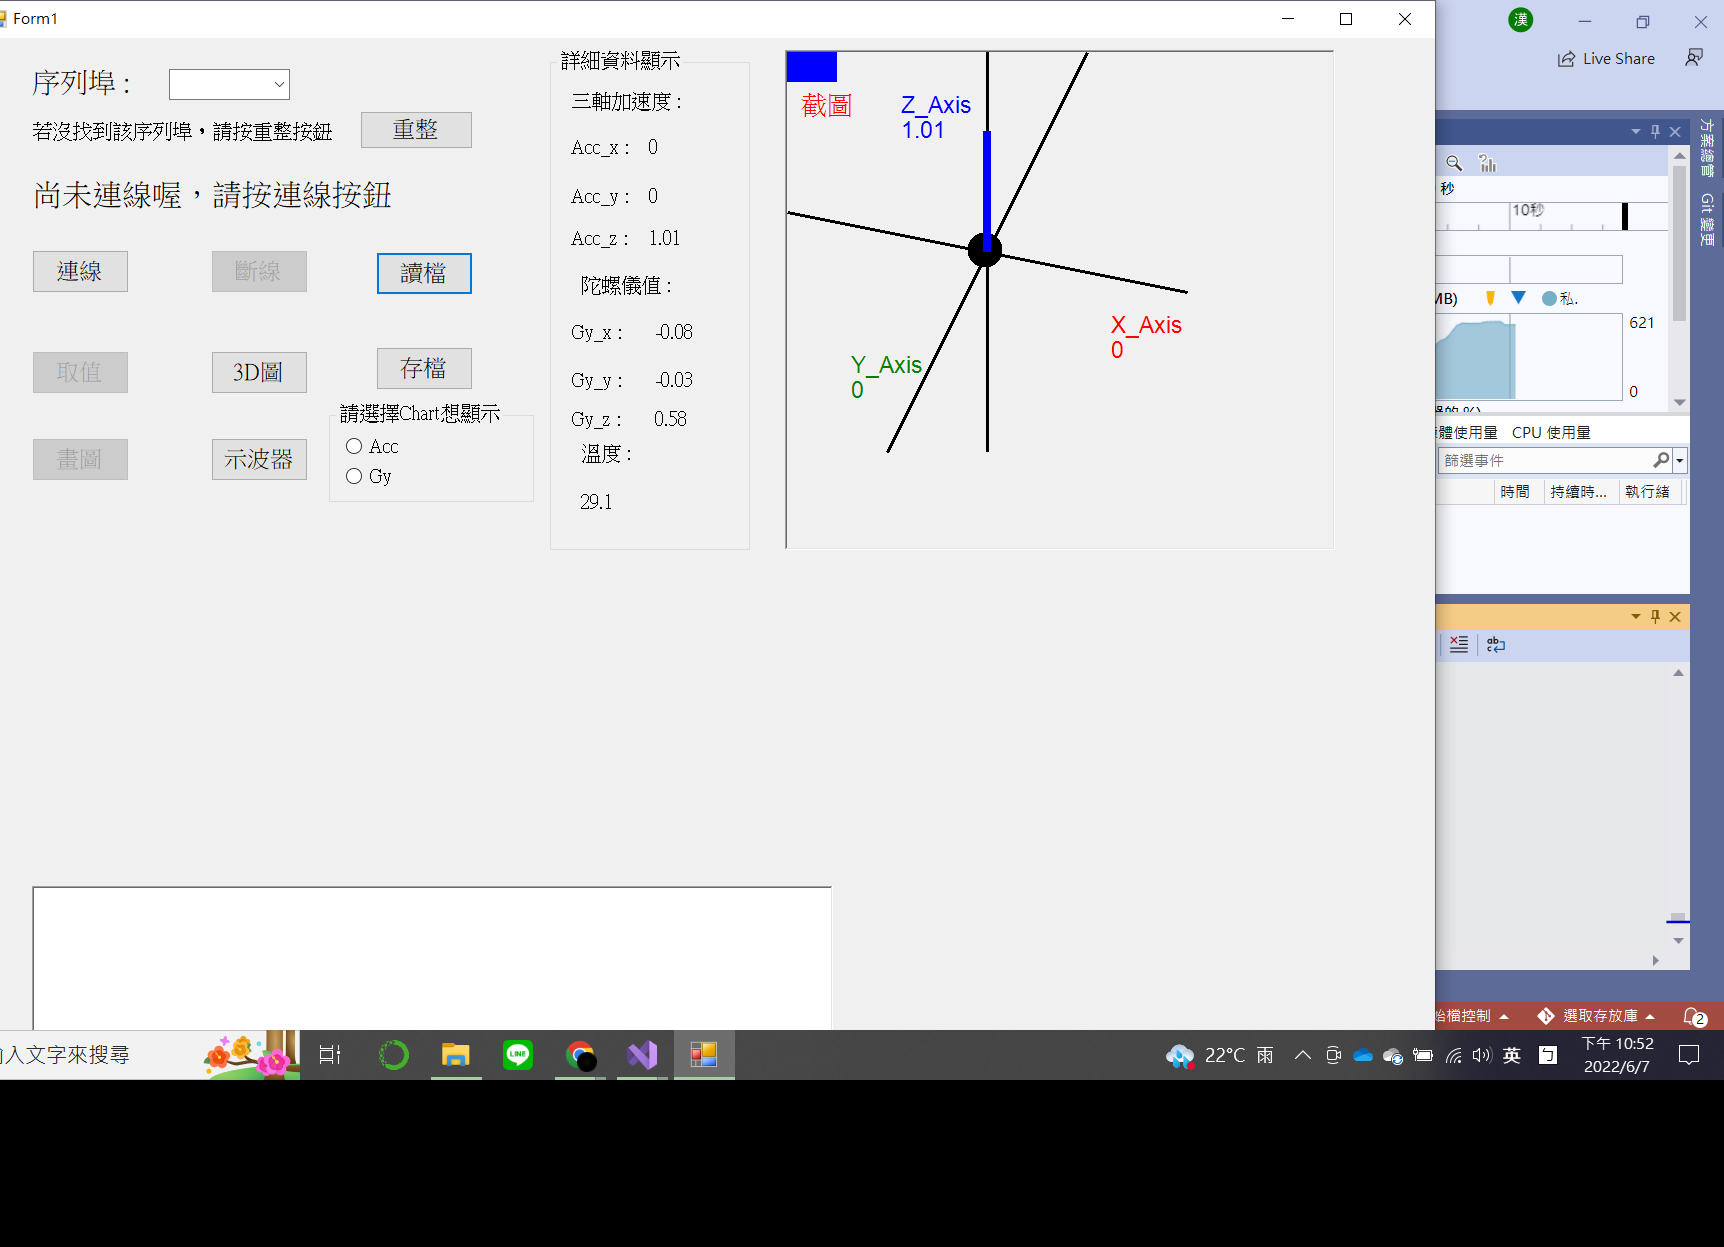 Form1
序列埠 :
若沒找到該序列埠，請按重整按鈕
重整
尚未連線喔，請按連線按鈕
連線
斷線
讀檔
取值
3D圖
存檔
畫圖
示波器
請選擇Chart想顯示
Acc
Gy
詳細資料顯示
三軸加速度 :
Acc_x : 0
Acc_y : 0
Acc_z : 1.01
陀螺儀值 :
Gy_x : -0.08
Gy_y : -0.03
Gy_z : 0.58
溫度 :
29.1
截圖
Z_Axis
1.01
X_Axis
0
Y_Axis
0
漢
Live Share
方案總管
Git 變更
秒
10秒
MB)
私.
621
0
體使用量
CPU 使用量
篩選事件
時間
持續時...
執行緒
始檔控制
選取存放庫
2
入文字來搜尋
LINE
22°C 雨
英
ㄅ
下午 10:52
2022/6/7